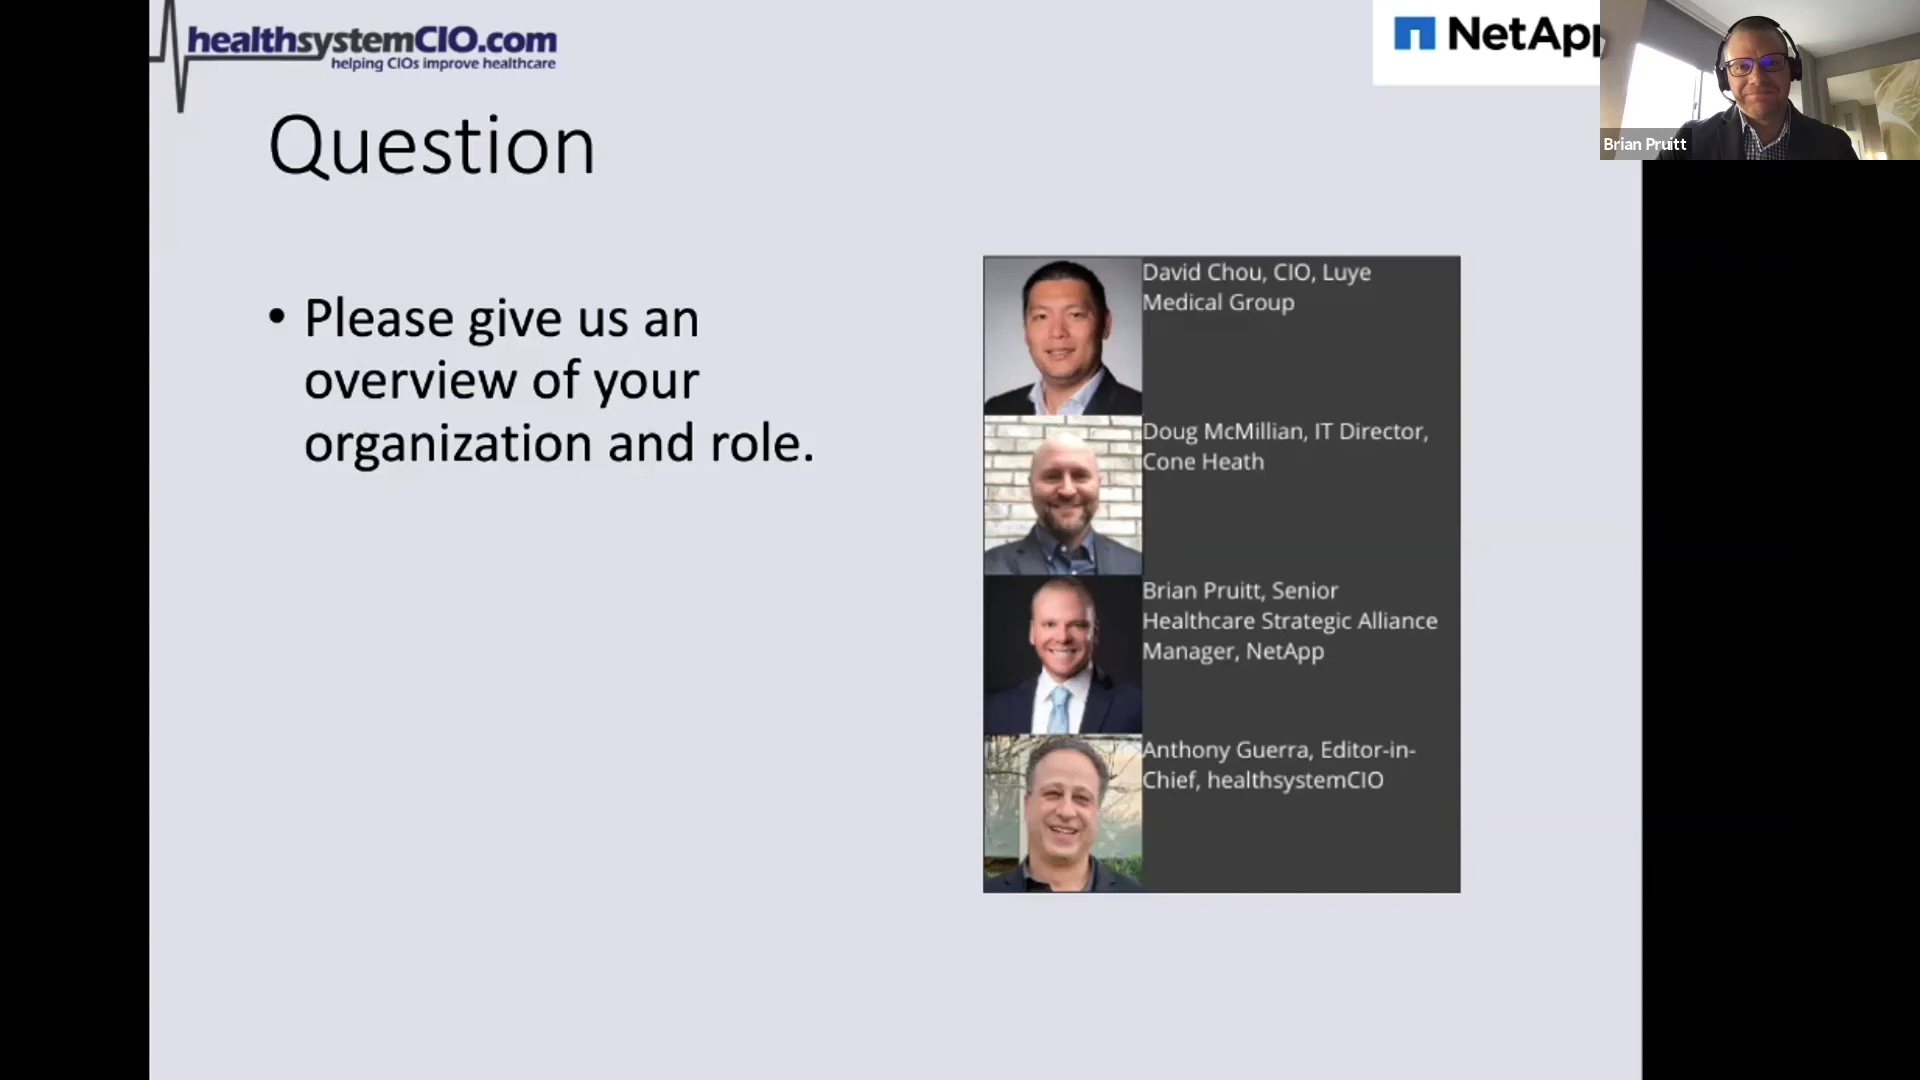 healthsystemCIO.com
helping CIOs improve healthcare
NetApp
Brian Pruitt
Question
• Please give us an
overview of your
organization and role.
David Chou, CIO, Luye
Medical Group
Doug McMillian, IT Director,
Cone Heath
Brian Pruitt, Senior
Healthcare Strategic Alliance
Manager, NetApp
Anthony Guerra, Editor-in-
Chief, healthsystemCIO